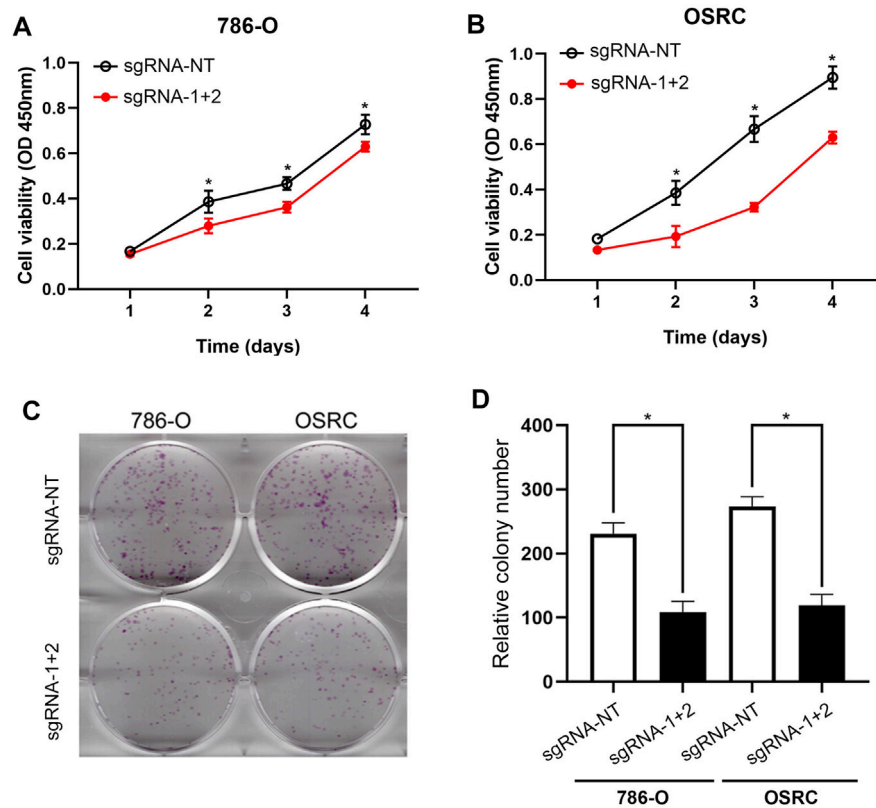 A
786-O
Cell viability (OD 450nm)
1.0
0.8
0.6
0.4
0.2
0.0
sgRNA-NT
sgRNA-1+2
*
*
*
1 2 3 4
Time (days)
B
OSRC
Cell viability (OD 450nm)
1.0
0.8
0.6
0.4
0.2
0.0
sgRNA-NT
sgRNA-1+2
*
*
*
1 2 3 4
Time (days)
C
786-O OSRC
sgRNA-NT
sgRNA-1+2
D
Relative colony number
400
300
200
100
0
* *
sgRNA-NT sgRNA-1+2 sgRNA-NT sgRNA-1+2
786-O OSRC